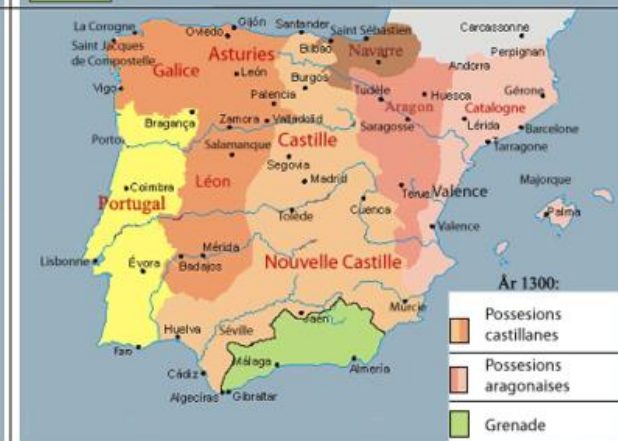 La Corogne
Gijón
Santander
Saint Sébastien
Carcassonne
Oviedo
Bilbao
Perpignan
Saint Jacques
de Compostelle
Asturies
Navarre
Andorra
Galice
León
Burgos
Vigo
Palencia
Tudèle
Huesca
Gérone
Aragon
Catalogne
Bragança
Zamora
Valladolid
Saragosse
Lérida
Barcelone
Porto
Salamanque
Castille
Tarragone
Segovia
Coimbra
Léon
Madrid
Teruel
Valence
Majorque
Portugal
Tolède
Cuenca
Palma
Valence
Lisbonne
Évora
Mérida
Badajos
Nouvelle Castille
År 1300:
Murcie
Possesions
castillanes
Huelva
Séville
Jaén
Faro
Málaga
Almería
Possesions
aragonaises
Cádiz
Algeciras
Gibraltar
Grenade